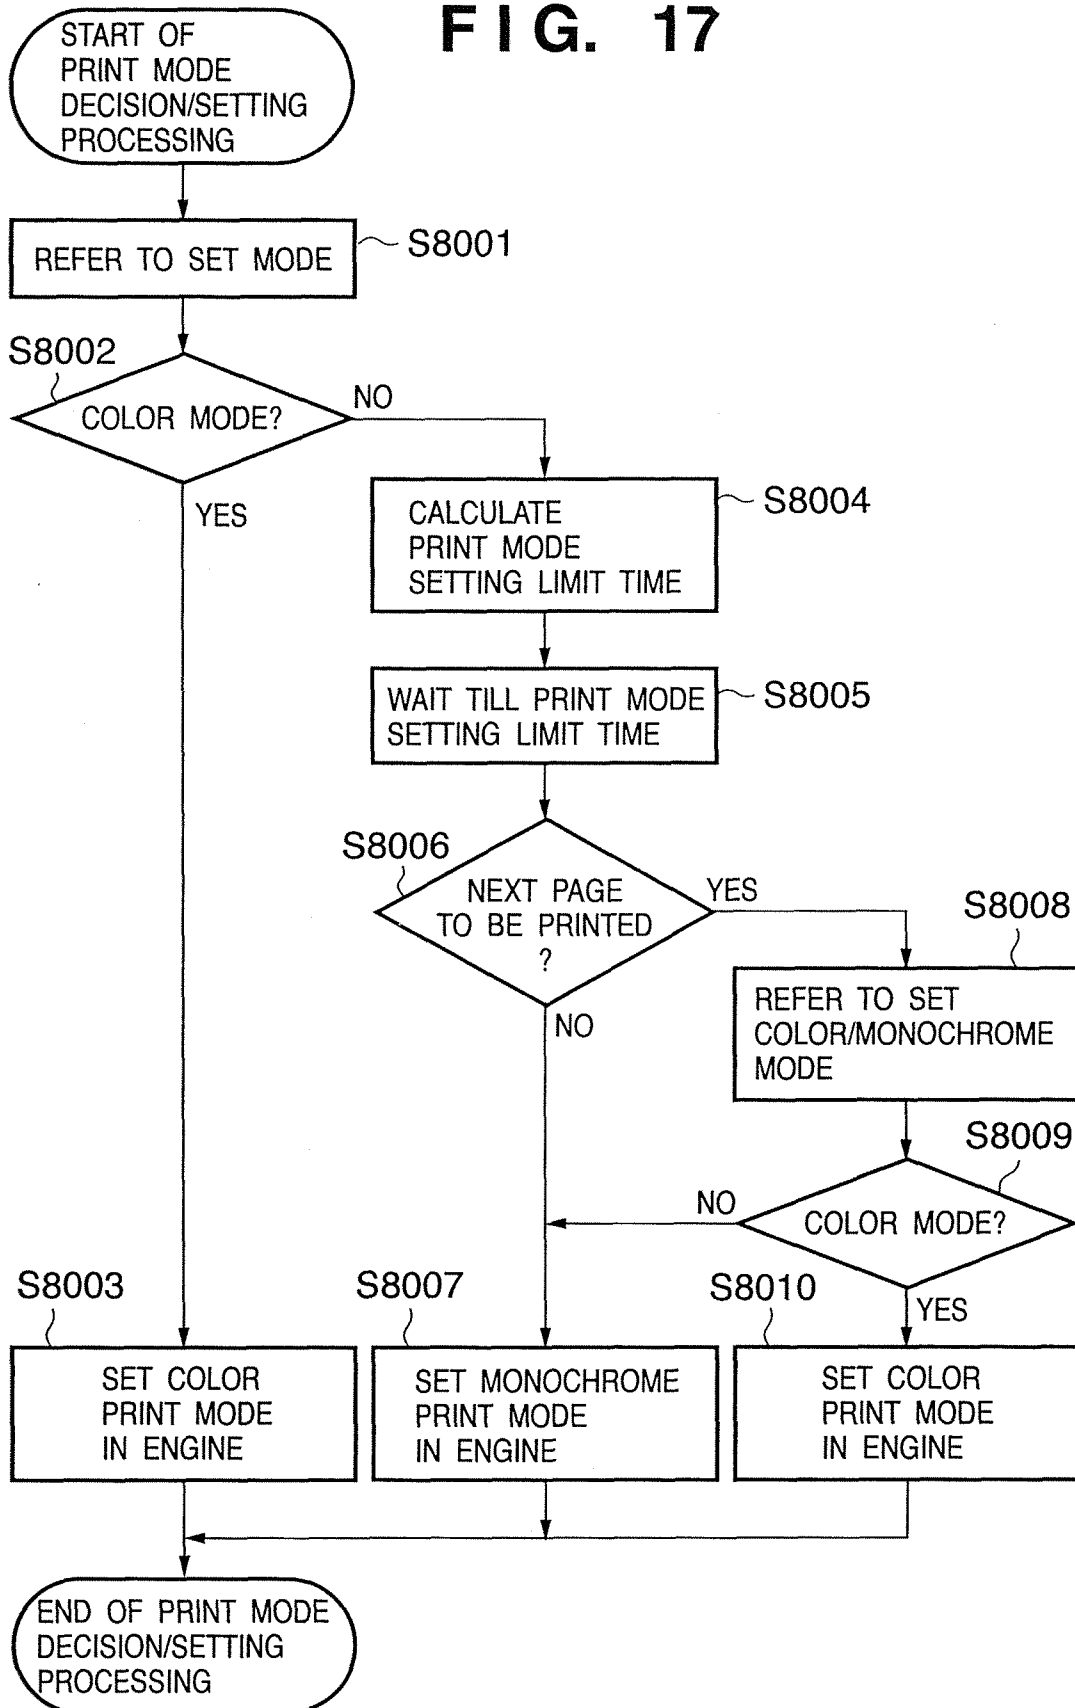 FIG. 17
START OF
PRINT MODE
DECISION/SETTING
PROCESSING
REFER TO SET MODE
S8001
S8002
COLOR MODE?
NO
YES
CALCULATE
PRINT MODE
SETTING LIMIT TIME
S8004
WAIT TILL PRINT MODE
SETTING LIMIT TIME
S8005
S8006
NEXT PAGE
TO BE PRINTED
?
YES
NO
S8008
REFER TO SET
COLOR/MONOCHROME
MODE
S8009
COLOR MODE?
NO
YES
S8003
SET COLOR
PRINT MODE
IN ENGINE
S8007
SET MONOCHROME
PRINT MODE
IN ENGINE
S8010
SET COLOR
PRINT MODE
IN ENGINE
END OF PRINT MODE
DECISION/SETTING
PROCESSING